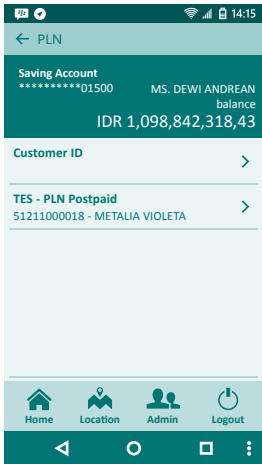 14:15
PLN
Saving Account
**********01500
MS. DEWI ANDREAN
balance
IDR 1,098,842,318,43
Customer ID
TES - PLN Postpaid
51211000018 - METALIA VIOLETA
Home Location Admin Logout